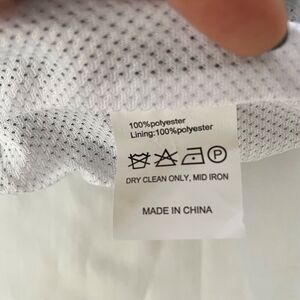 100%polyester
Lining:100%polyester
P
DRY CLEAN ONLY, MID IRON
MADE IN CHINA